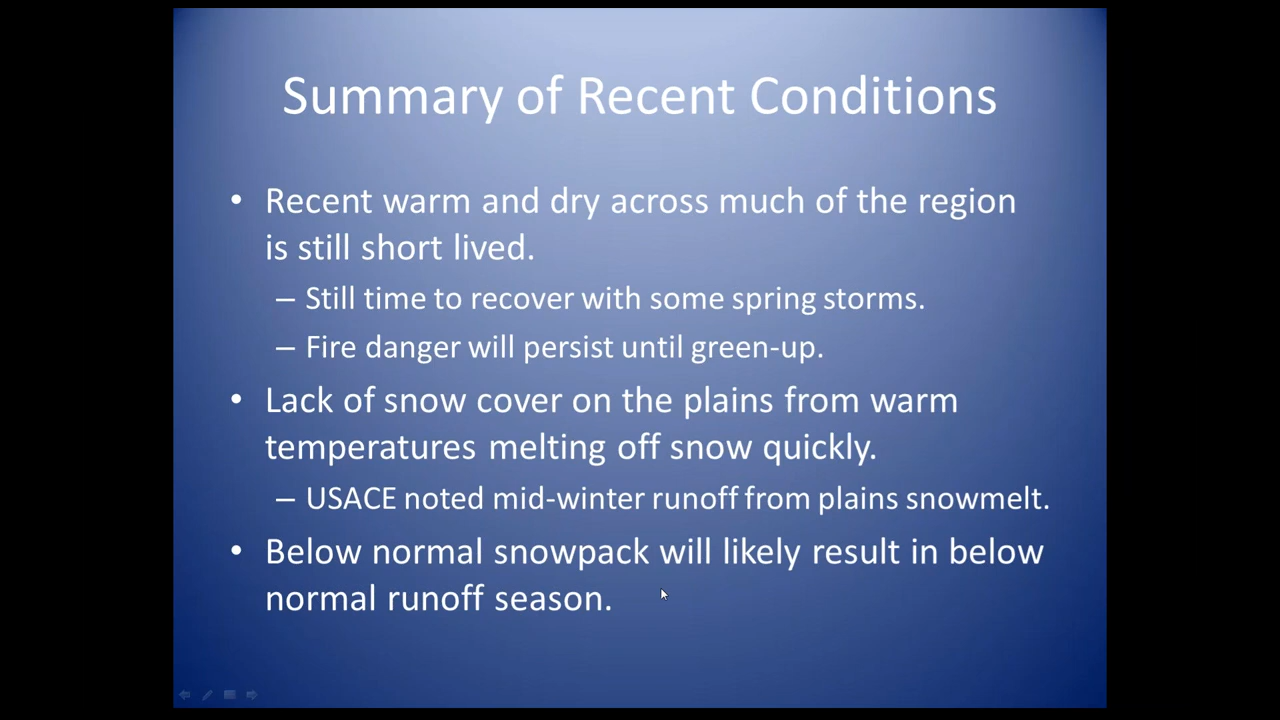 Summary of Recent Conditions
• Recent warm and dry across much of the region
is still short lived.
– Still time to recover with some spring storms.
– Fire danger will persist until green-up.
• Lack of snow cover on the plains from warm
temperatures melting off snow quickly.
– USACE noted mid-winter runoff from plains snowmelt.
• Below normal snowpack will likely result in below
normal runoff season.